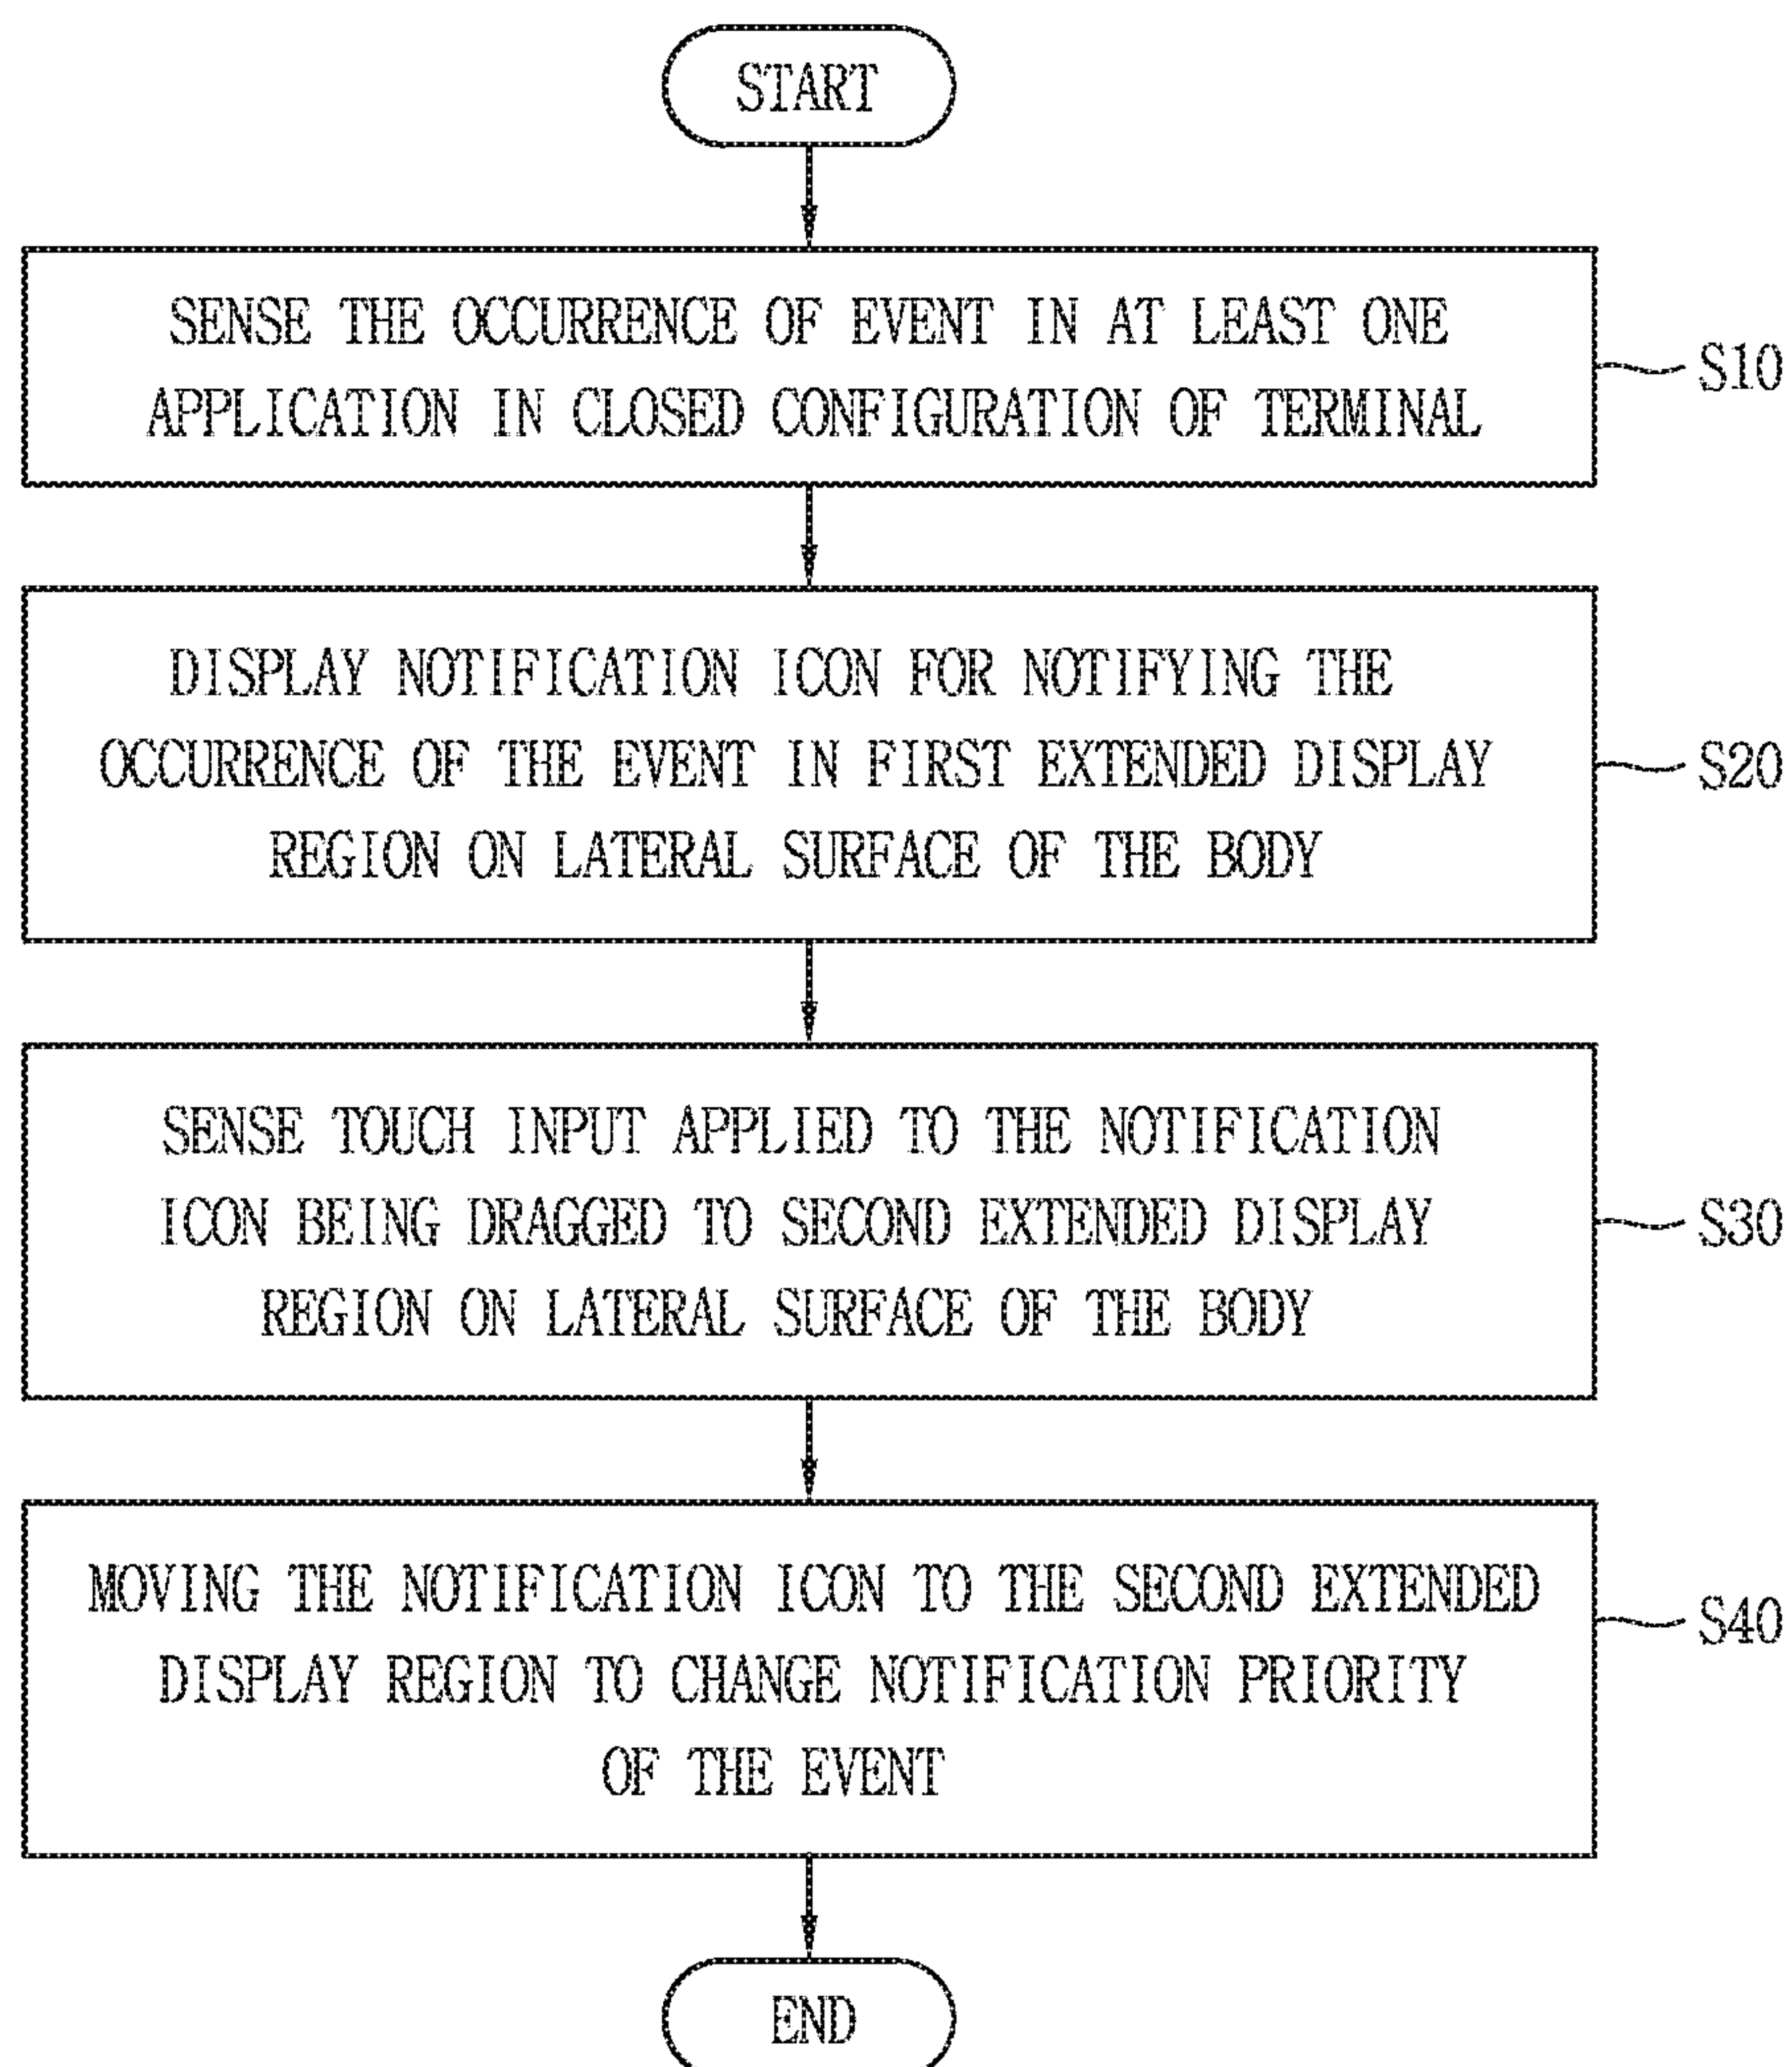 START
SENSE THE OCCURRENCE OF EVENT IN AT LEAST ONE
APPLICATION IN CLOSED CONFIGURATION OF TERMINAL
S10
DISPLAY NOTIFICATION ICON FOR NOTIFYING THE
OCCURRENCE OF THE EVENT IN FIRST EXTENDED DISPLAY
REGION ON LATERAL SURFACE OF THE BODY
S20
SENSE TOUCH INPUT APPLIED TO THE NOTIFICATION
ICON BEING DRAGGED TO SECOND EXTENDED DISPLAY
REGION ON LATERAL SURFACE OF THE BODY
S30
MOVING THE NOTIFICATION ICON TO THE SECOND EXTENDED
DISPLAY REGION TO CHANGE NOTIFICATION PRIORITY
OF THE EVENT
S40
END